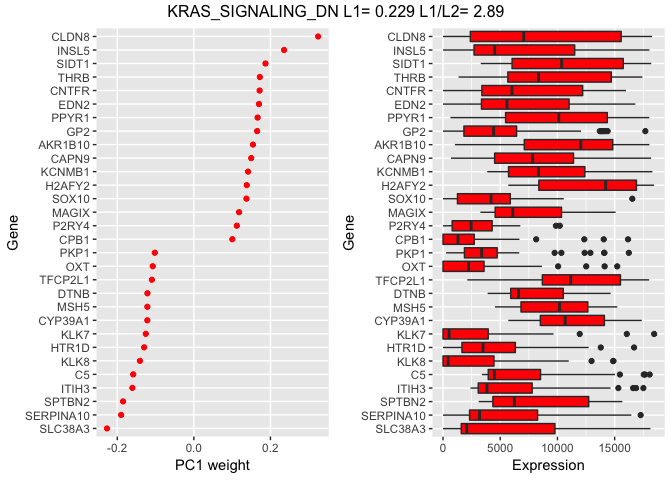 KRAS_SIGNALING_DN L1= 0.229 L1/L2= 2.89
Gene
CLDN8
INSL5
SIDT1
THRB
CNTFR
EDN2
PPYR1
GP2
AKR1B10
CAPN9
KCNMB1
H2AFY2
SOX10
MAGIX
P2RY4
CPB1
PKP1
OXT
TFCP2L1
DTNB
MSH5
CYP39A1
KLK7
HTR1D
KLK8
C5
ITIH3
SPTBN2
SERPINA10
SLC38A3
-0.2 0.0 0.2
PC1 weight
Gene
CLDN8
INSL5
SIDT1
THRB
CNTFR
EDN2
PPYR1
GP2
AKR1B10
CAPN9
KCNMB1
H2AFY2
SOX10
MAGIX
P2RY4
CPB1
PKP1
OXT
TFCP2L1
DTNB
MSH5
CYP39A1
KLK7
HTR1D
KLK8
C5
ITIH3
SPTBN2
SERPINA10
SLC38A3
0 5000 10000 15000
Expression